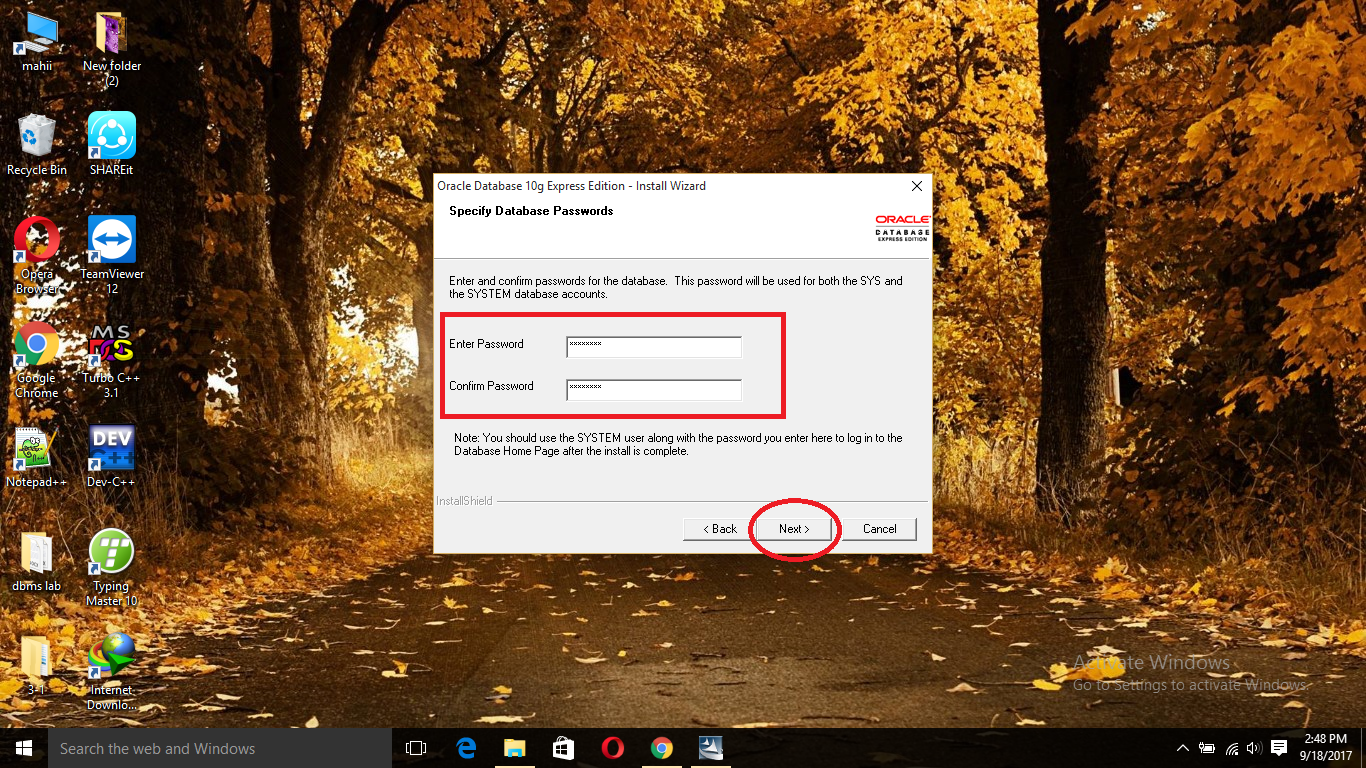 mahii
New folder
(2)
Recycle Bin
SHAREit
Opera
Browser
TeamViewer
12
Google
Chrome
MS
DOS
Turbo C++
3.1
Notepad++
DEV
C++
Dev-C++
dbms lab
Typing
Master 10
3-1
Internet
Downlo...
Oracle Database 10g Express Edition - Install Wizard
Specify Database Passwords
ORACLE
DATABASE
EXPRESS EDITION
Enter and confirm passwords for the database. This password will be used for both the SYS and
the SYSTEM database accounts.
Enter Password
********
Confirm Password
********
Note: You should use the SYSTEM user along with the password you enter here to log in to the
Database Home Page after the install is complete.
InstallShield
< Back
Next >
Cancel
Activate Windows
Go to Settings to activate Windows.
Search the web and Windows
2:48 PM
9/18/2017